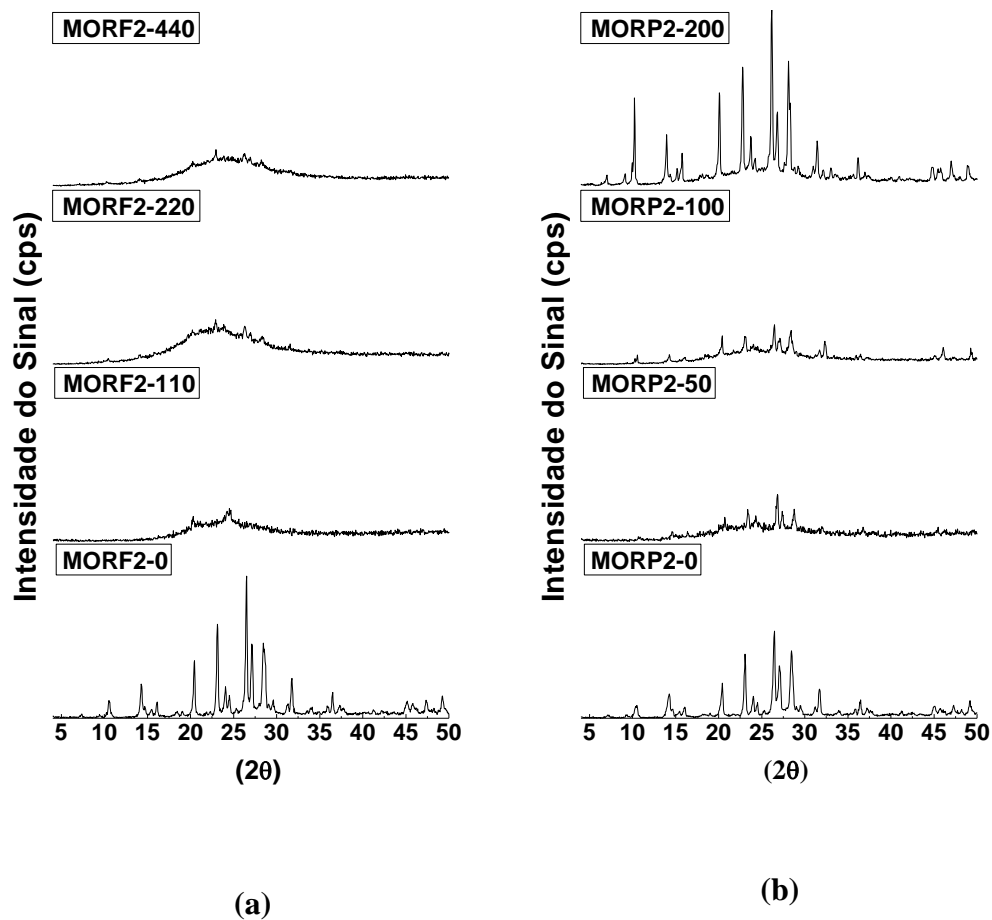 MORF2-440
MORF2-220
MORF2-110
MORF2-0
Intensidade do Sinal (cps)
5 10 15 20 25 30 35 40 45 50
(2θ)
(a)
MORP2-200
MORP2-100
MORP2-50
MORP2-0
Intensidade do Sinal (cps)
5 10 15 20 25 30 35 40 45 50
(2θ)
(b)